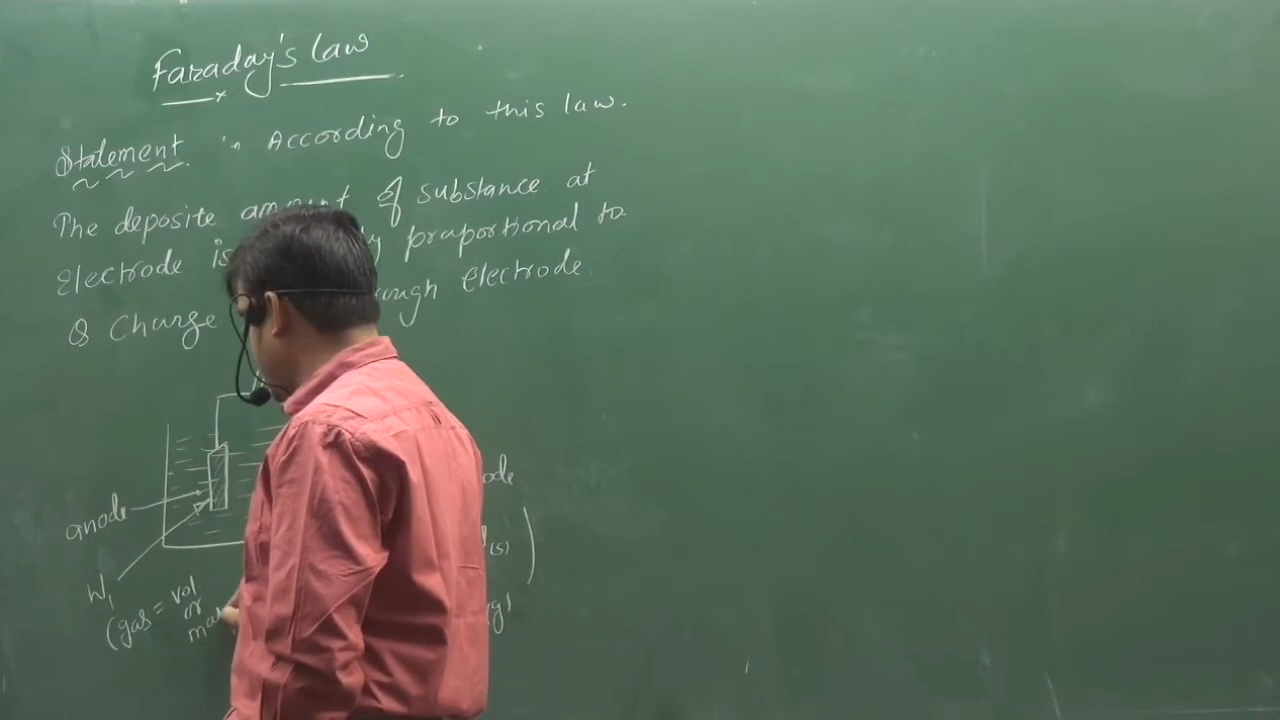 Faraday's law
Statement :- According to this law.
The deposite amount of substance at
Electrode is proportional to
Q Charge through electrode.
anode
ode
W1
(s)
(gas = vol
or
(g)